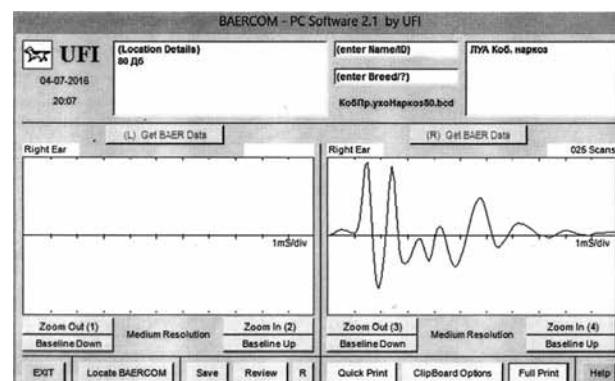 BAERCOM - PC Software 2.1 by UFI
UFI
04-07-2016
20:07
(Location Details)
80 Дб
(enter Name/ID)
(enter Breed/?)
КобПр.ухоНаркоз80.bcd
ЛУА Коб. наркоз
(L) Get BAER Data
(R) Get BAER Data
Right Ear
1mS/div
Right Ear
025 Scans
1mS/div
Zoom Out (1)
Baseline Down
Medium Resolution
Zoom In (2)
Baseline Up
Zoom Out (3)
Baseline Down
Medium Resolution
Zoom In (4)
Baseline Up
EXIT
Locate BAERCOM
Save
Review
R
Quick Print
ClipBoard Optons
Full Print
Help